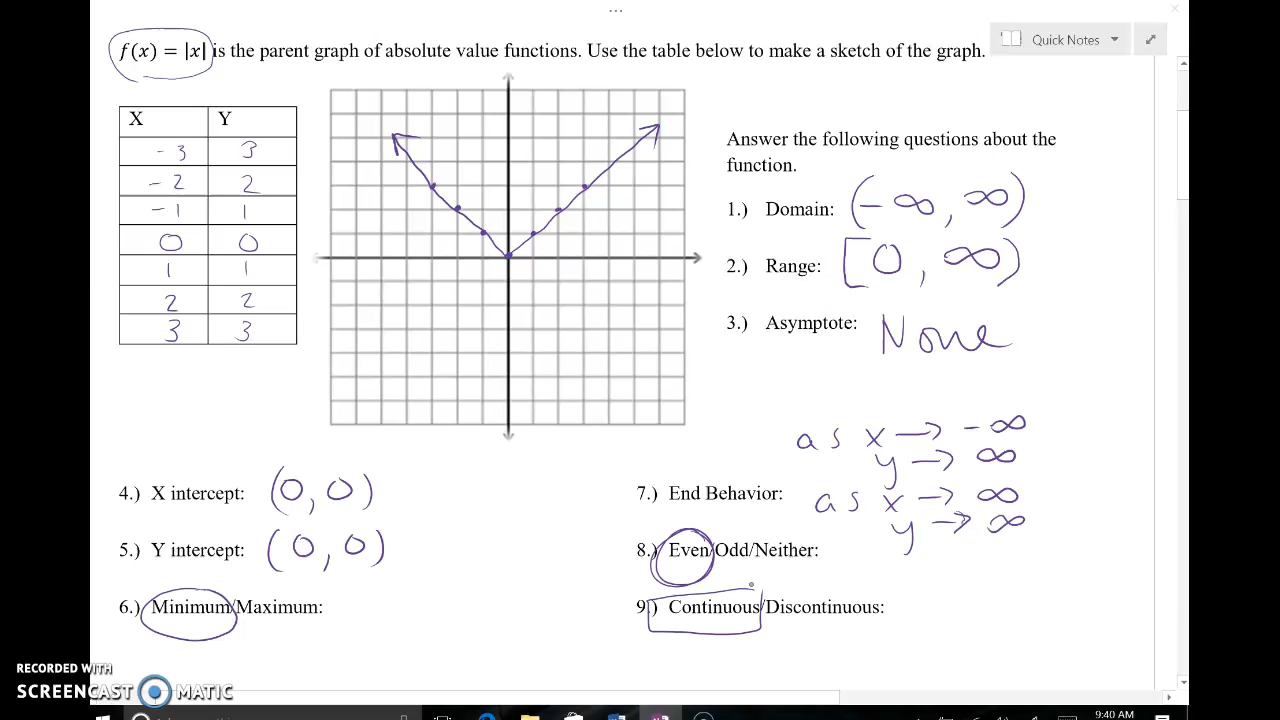 f(x) = |x| is the parent graph of absolute value functions. Use the table below to make a sketch of the graph.
Quick Notes
X Y
-3 3
-2 2
-1 1
0 0
1 1
2 2
3 3
Answer the following questions about the
function.
1.) Domain: (-∞, ∞)
2.) Range: [0, ∞)
3.) Asymptote: None
4.) X intercept: (0, 0)
5.) Y intercept: (0, 0)
6.) Minimum/Maximum:
as x → -∞
y → ∞
7.) End Behavior: as x → ∞
y → ∞
8.) Even/Odd/Neither:
9.) Continuous/Discontinuous:
RECORDED WITH
SCREENCAST MATIC
9:40 AM